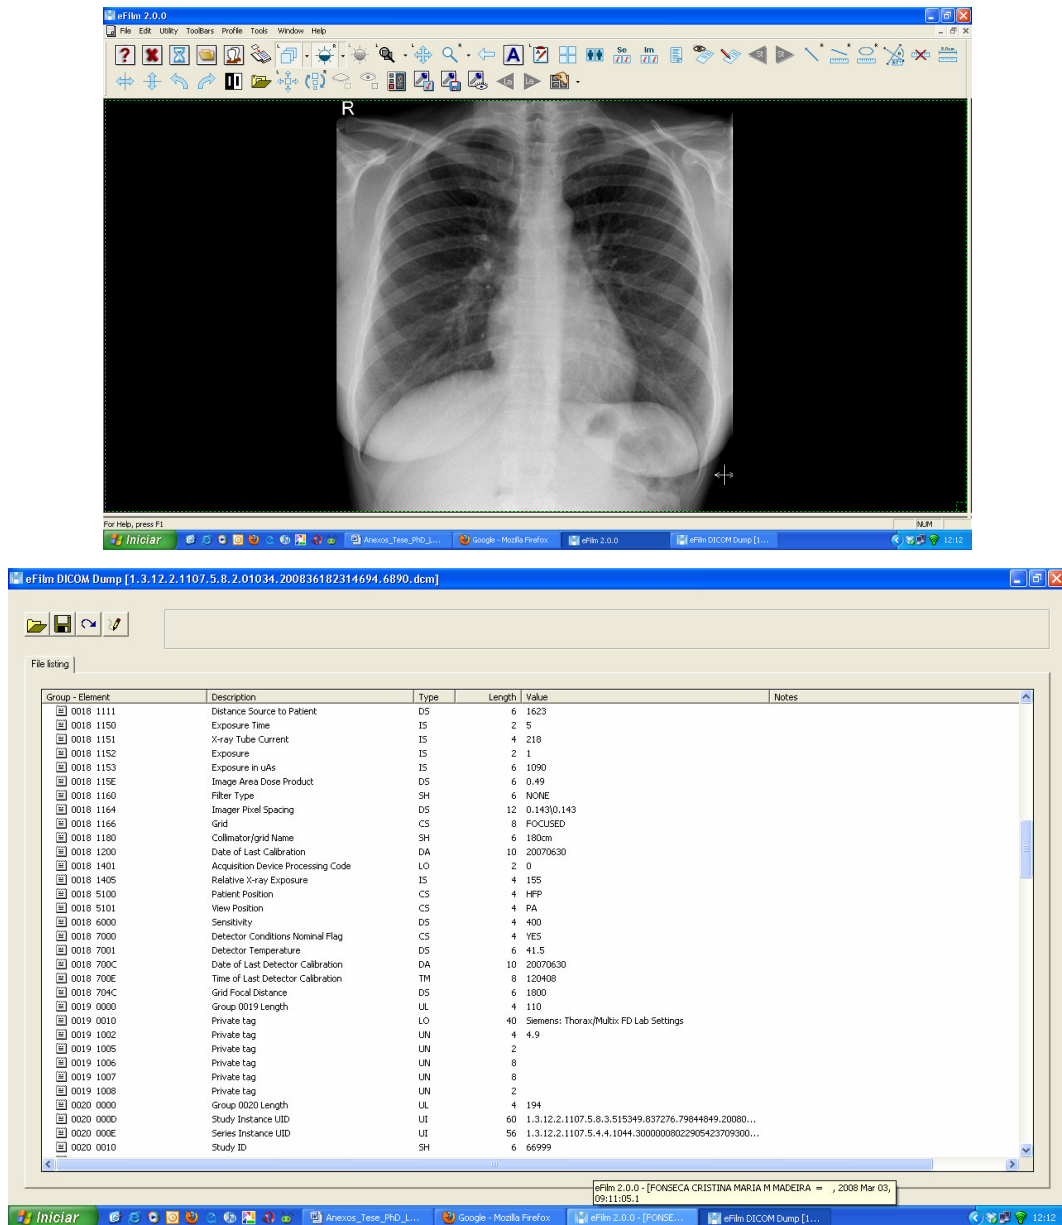 eFilm 2.0.0
File Edit Utility ToolBars Profile Tools Window Help
R
For Help, press F1
NUM
Iniciar
Anexos_Tese_PhD_L...
Google - Mozilla Firefox
eFilm 2.0.0
eFilm DICOM Dump [1...
12:12
eFilm DICOM Dump [1.3.12.2.1107.5.8.2.01034.200836182314694.6890.dcm]
File listing
Group - Element Description Type Length Value Notes
0018 1111 Distance Source to Patient DS 6 1623
0018 1150 Exposure Time IS 2 5
0018 1151 X-ray Tube Current IS 4 218
0018 1152 Exposure IS 2 1
0018 1153 Exposure in uAs IS 6 1090
0018 115E Image Area Dose Product DS 6 0.49
0018 1160 Filter Type SH 6 NONE
0018 1164 Imager Pixel Spacing DS 12 0.143\0.143
0018 1166 Grid CS 8 FOCUSED
0018 1180 Collimator/grid Name SH 6 180cm
0018 1200 Date of Last Calibration DA 10 20070630
0018 1401 Acquisition Device Processing Code LO 2 0
0018 1405 Relative X-ray Exposure IS 4 155
0018 5100 Patient Position CS 4 HFP
0018 5101 View Position CS 4 PA
0018 6000 Sensitivity DS 4 400
0018 7000 Detector Conditions Nominal Flag CS 4 YES
0018 7001 Detector Temperature DS 6 41.5
0018 700C Date of Last Detector Calibration DA 10 20070630
0018 700E Time of Last Detector Calibration TM 8 120408
0018 704C Grid Focal Distance DS 6 1800
0019 0000 Group 0019 Length UL 4 110
0019 0010 Private tag LO 40 Siemens: Thorax/Multix FD Lab Settings
0019 1002 Private tag UN 4 4.9
0019 1005 Private tag UN 2
0019 1006 Private tag UN 8
0019 1007 Private tag UN 8
0019 1008 Private tag UN 2
0020 0000 Group 0020 Length UL 4 194
0020 000D Study Instance UID UI 60 1.3.12.2.1107.5.8.3.515349.837276.79844849.20080...
0020 000E Series Instance UID UI 56 1.3.12.2.1107.5.4.4.1044.30000008022905423709300...
0020 0010 Study ID SH 6 66999
eFilm 2.0.0 - [FONSECA CRISTINA MARIA M MADEIRA = , 2008 Mar 03,
09:11:05.1
Iniciar
Anexos_Tese_PhD_L...
Google - Mozilla Firefox
eFilm 2.0.0 - [FONSE...
eFilm DICOM Dump [1...
12:12